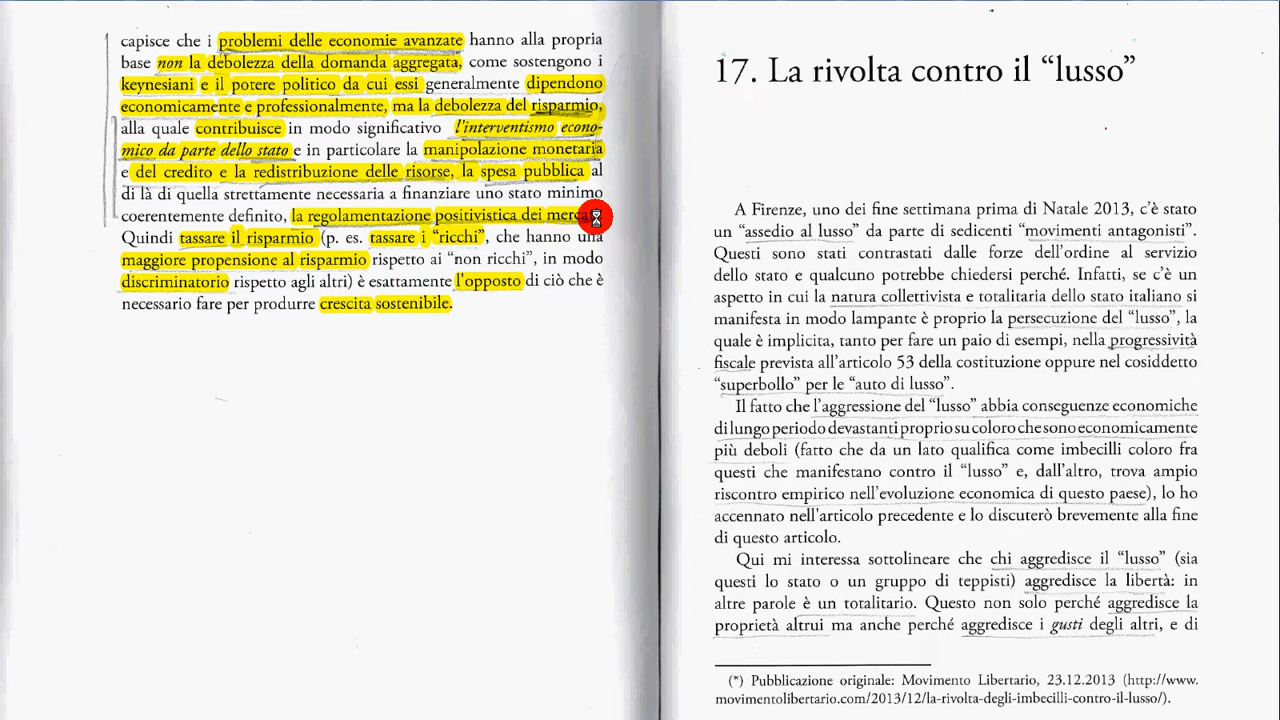 capisce che i problemi delle economie avanzate hanno alla propria
base non la debolezza della domanda aggregata, come sostengono i
keynesiani e il potere politico da cui essi generalmente dipendono
economicamente e professionalmente, ma la debolezza del risparmio,
alla quale contribuisce in modo significativo l'interventismo econo-
mico da parte dello stato e in particolare la manipolazione monetaria
e del credito e la redistribuzione delle risorse, la spesa pubblica al
di là di quella strettamente necessaria a finanziare uno stato minimo
coerentemente definito, la regolamentazione positivistica dei
Quindi tassare il risparmio (p. es. tassare i “ricchi”, che hanno una
maggiore propensione al risparmio rispetto ai “non ricchi”, in modo
discriminatorio rispetto agli altri) è esattamente l'opposto di ciò che è
necessario fare per produrre crescita sostenibile.
17. La rivolta contro il “lusso”
A Firenze, uno dei fine settimana prima di Natale 2013, c'è stato
un “assedio al lusso” da parte di sedicenti “movimenti antagonisti”.
Questi sono stati contrastati dalle forze dell'ordine al servizio
dello stato e qualcuno potrebbe chiedersi perché. Infatti, se c'è un
aspetto in cui la natura collettivista e totalitaria dello stato italiano si
manifesta in modo lampante è proprio la persecuzione del “lusso”, la
quale è implicita, tanto per fare un paio di esempi, nella progressività
fiscale prevista all'articolo 53 della costituzione oppure nel cosiddetto
“superbollo” per le “auto di lusso”.
Il fatto che l'aggressione del “lusso” abbia conseguenze economiche
di lungo periodo devastanti proprio su coloro che sono economicamente
più deboli (fatto che da un lato qualifica come imbecilli coloro fra
questi che manifestano contro il “lusso” e, dall'altro, trova ampio
riscontro empirico nell'evoluzione economica di questo paese), lo ho
accennato nell'articolo precedente e lo discuterò brevemente alla fine
di questo articolo.
Qui mi interessa sottolineare che chi aggredisce il “lusso” (sia
questi lo stato o un gruppo di teppisti) aggredisce la libertà: in
altre parole è un totalitario. Questo non solo perché aggredisce la
proprietà altrui ma anche perché aggredisce i gusti degli altri, e di
(*) Pubblicazione originale: Movimento Libertario, 23.12.2013 (http://www.
movimentolibertario.com/2013/12/la-rivolta-degli-imbecilli-contro-il-lusso/).